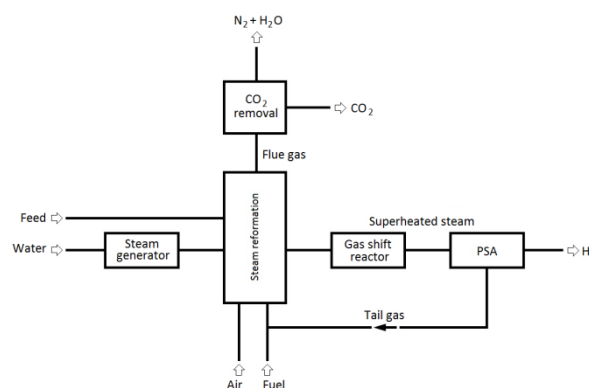 N₂ + H₂O
CO₂
removal
CO₂
Flue gas
Feed
Superheated steam
Water
Steam
generator
Steam reformation
Gas shift
reactor
PSA
H
Tail gas
Air
Fuel